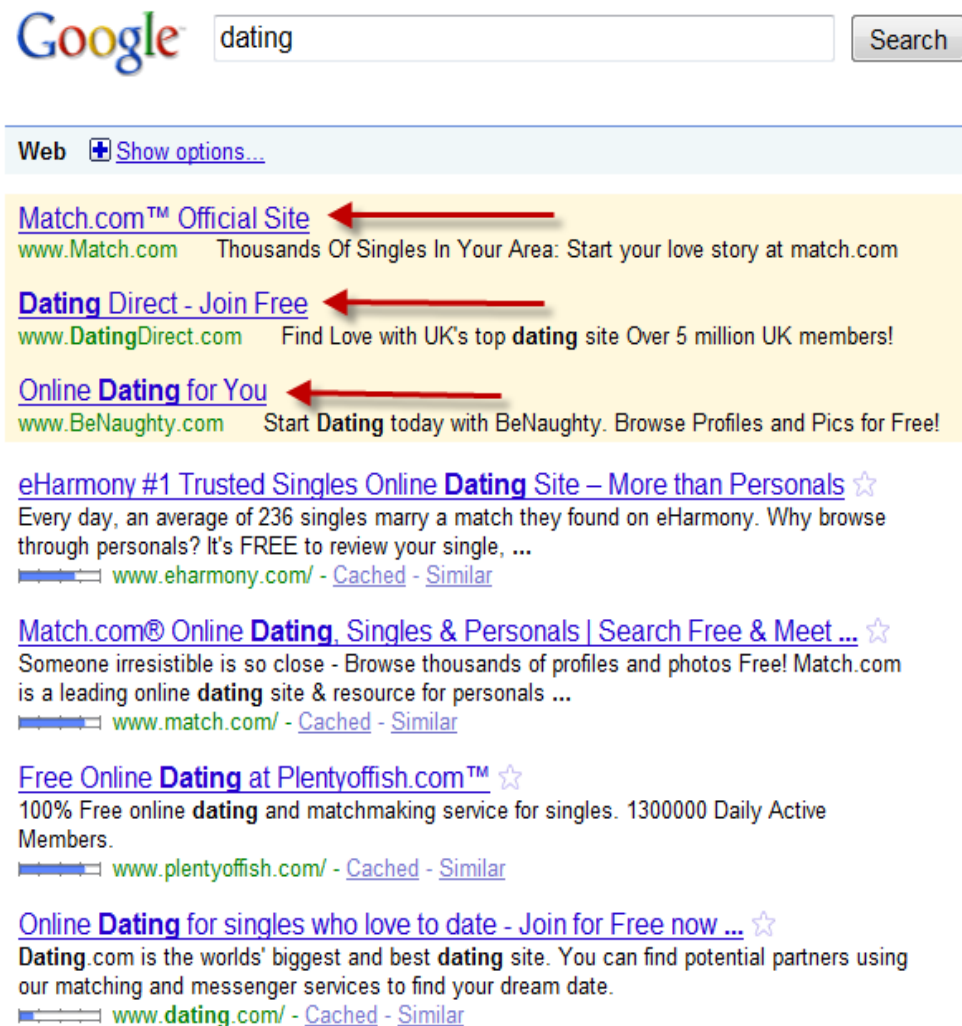 Google dating Search
Web Show options...
Match.com™ Official Site
www.Match.com Thousands Of Singles In Your Area: Start your love story at match.com
Dating Direct - Join Free
www.DatingDirect.com Find Love with UK's top dating site Over 5 million UK members!
Online Dating for You
www.BeNaughty.com Start Dating today with BeNaughty. Browse Profiles and Pics for Free!
eHarmony #1 Trusted Singles Online Dating Site – More than Personals
Every day, an average of 236 singles marry a match they found on eHarmony. Why browse
through personals? It's FREE to review your single, ...
www.eharmony.com/ - Cached - Similar
Match.com® Online Dating, Singles & Personals | Search Free & Meet ...
Someone irresistible is so close - Browse thousands of profiles and photos Free! Match.com
is a leading online dating site & resource for personals ...
www.match.com/ - Cached - Similar
Free Online Dating at Plentyoffish.com™
100% Free online dating and matchmaking service for singles. 1300000 Daily Active
Members.
www.plentyoffish.com/ - Cached - Similar
Online Dating for singles who love to date - Join for Free now ...
Dating.com is the worlds' biggest and best dating site. You can find potential partners using
our matching and messenger services to find your dream date.
www.dating.com/ - Cached - Similar